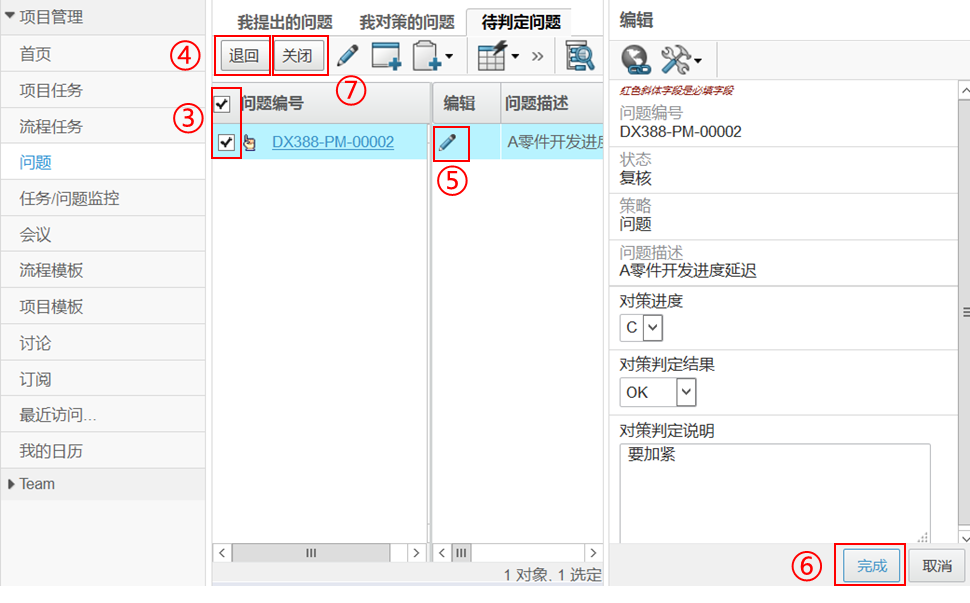 项目管理
首页
项目任务
流程任务
问题
任务/问题监控
会议
流程模板
项目模板
讨论
订阅
最近访问...
我的日历
Team
我提出的问题 我对策的问题 待判定问题
④ 退回 关闭 »
⑦
③ 问题编号 编辑 问题描述
DX388-PM-00002 A零件开发进度
⑤
1 对象. 1 选定
编辑
红色斜体字段是必填字段
问题编号
DX388-PM-00002
状态
复核
策略
问题
问题描述
A零件开发进度延迟
对策进度
C
对策判定结果
OK
对策判定说明
要加紧
⑥ 完成 取消